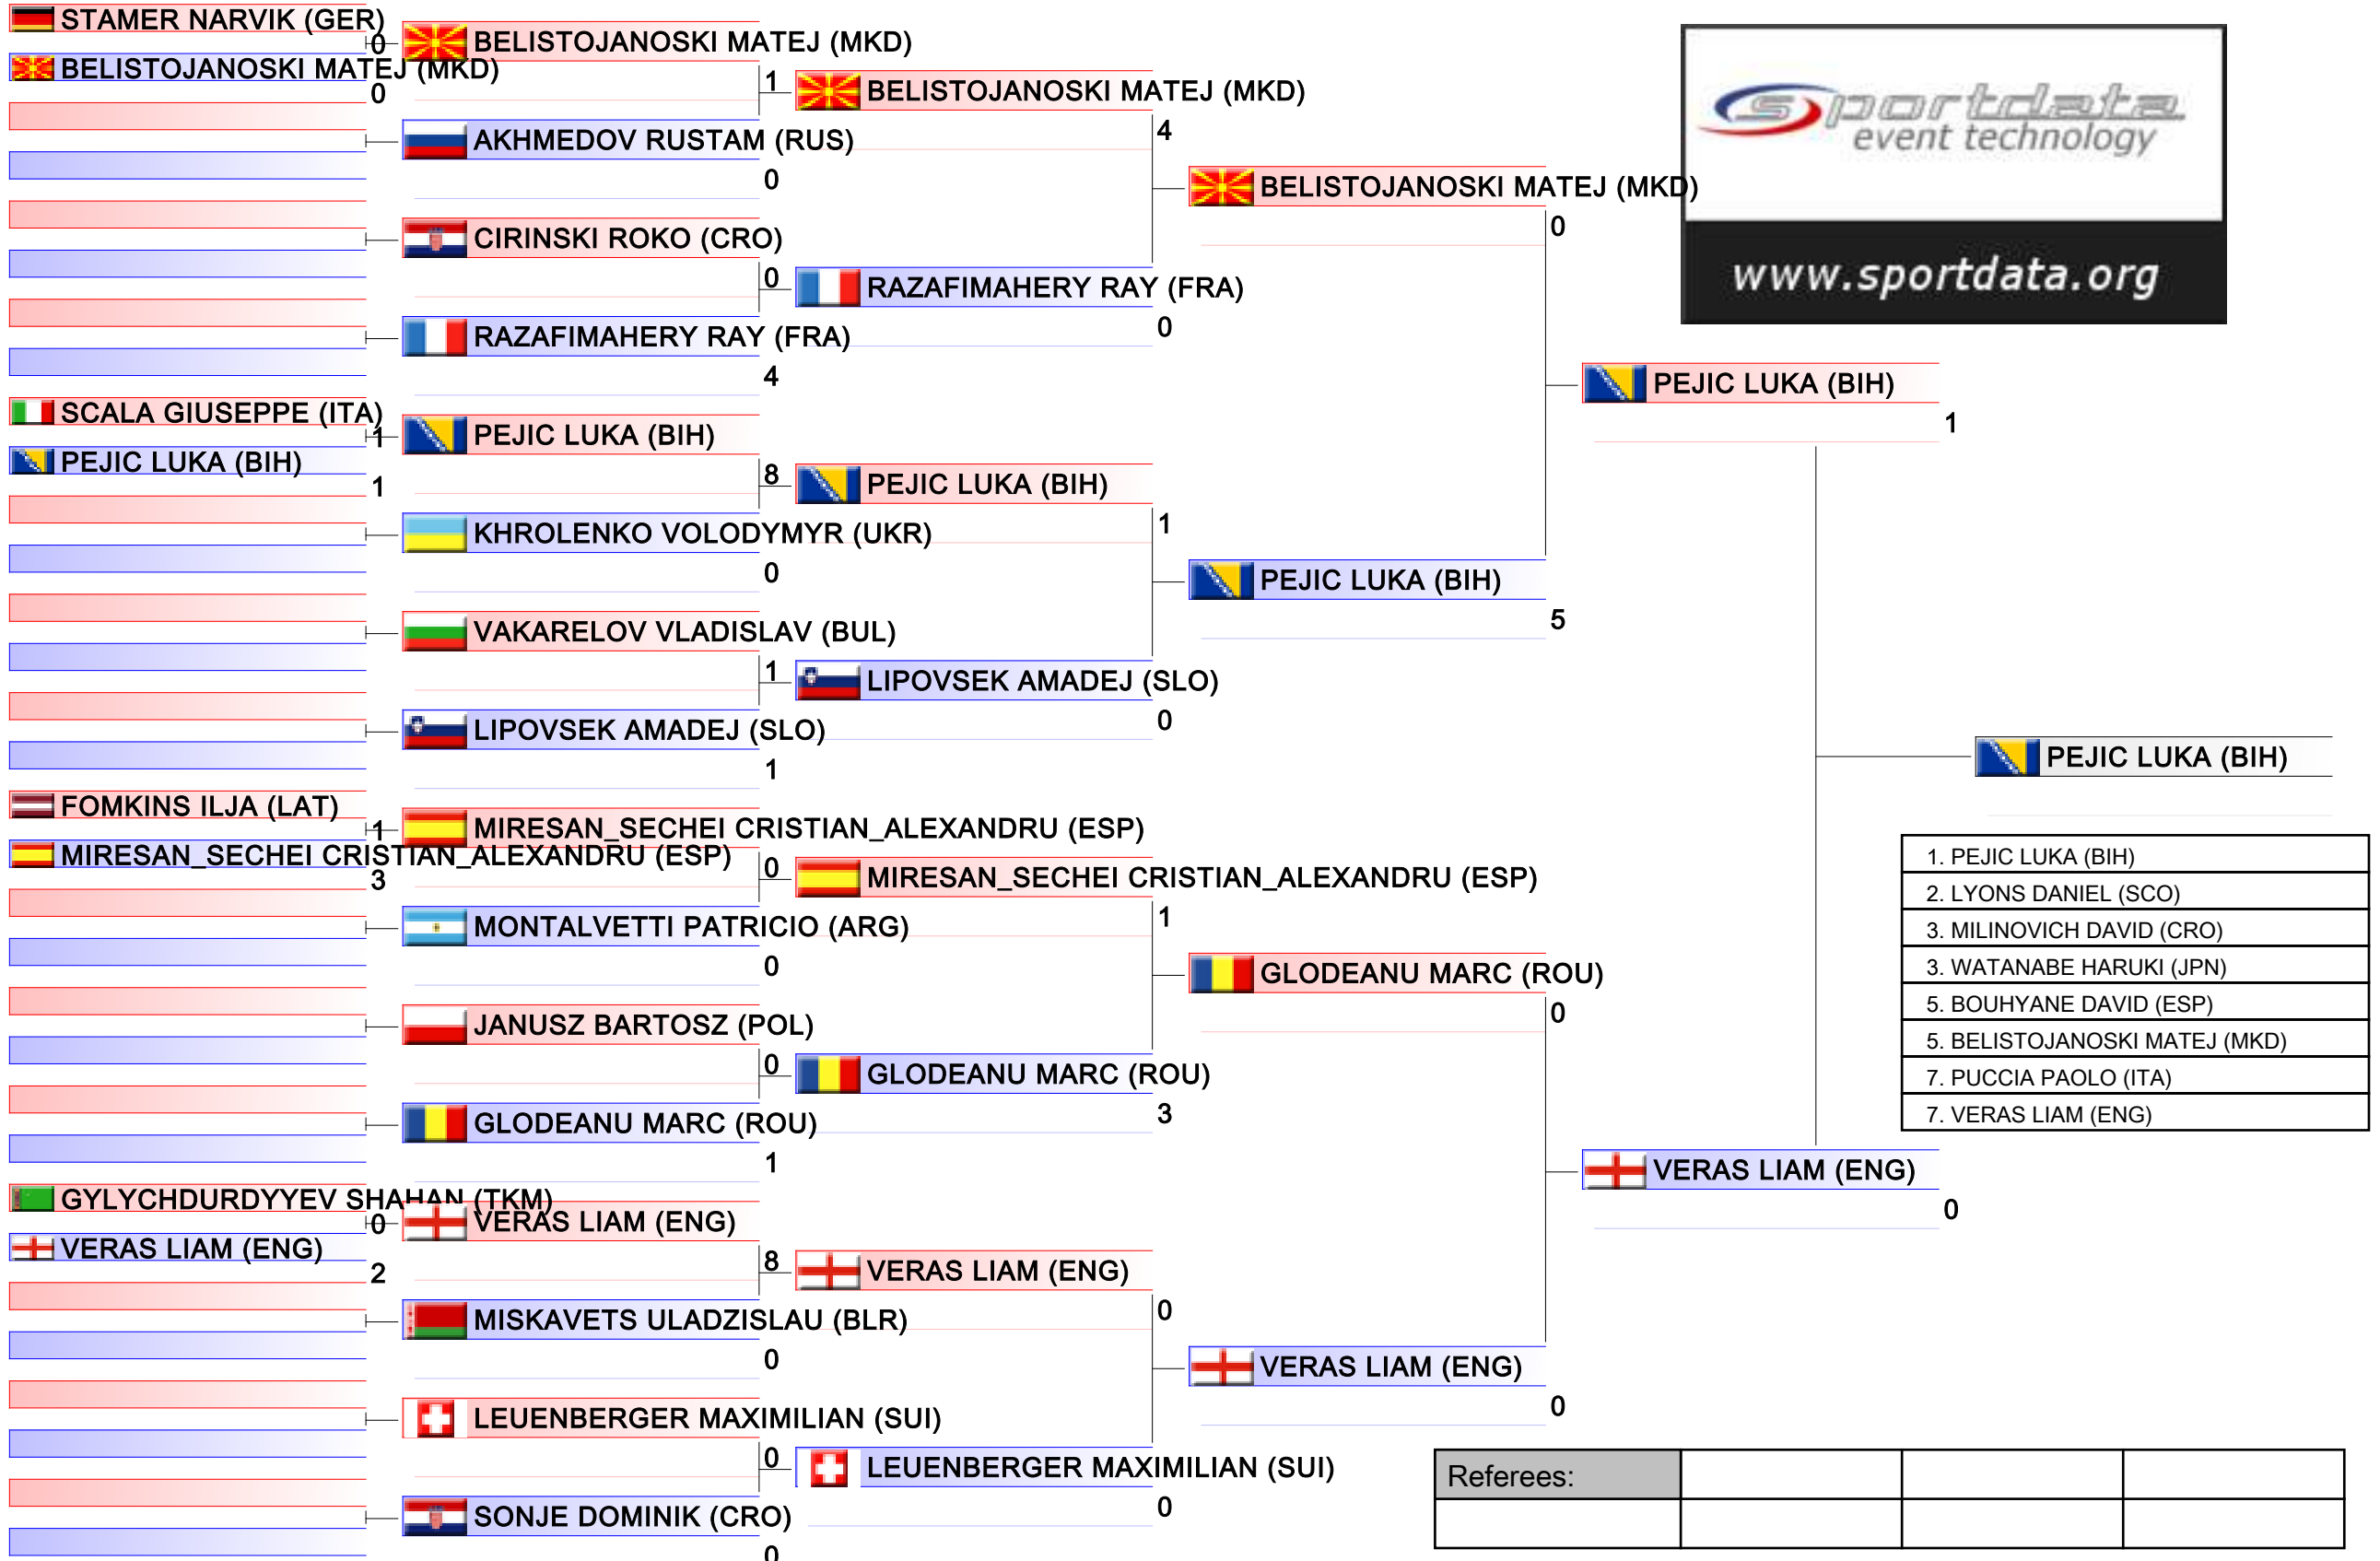 STAMER NARVIK (GER)
0
BELISTOJANOSKI MATEJ (MKD)
0
SCALA GIUSEPPE (ITA)
1
PEJIC LUKA (BIH)
1
FOMKINS ILJA (LAT)
1
MIRESAN_SECHEI CRISTIAN_ALEXANDRU (ESP)
3
GYLYCHDURDYYEV SHAHAN (TKM)
0
VERAS LIAM (ENG)
2
BELISTOJANOSKI MATEJ (MKD)
1
AKHMEDOV RUSTAM (RUS)
0
CIRINSKI ROKO (CRO)
0
RAZAFIMAHERY RAY (FRA)
4
PEJIC LUKA (BIH)
8
KHROLENKO VOLODYMYR (UKR)
0
VAKARELOV VLADISLAV (BUL)
1
LIPOVSEK AMADEJ (SLO)
1
MIRESAN_SECHEI CRISTIAN_ALEXANDRU (ESP)
0
MONTALVETTI PATRICIO (ARG)
0
JANUSZ BARTOSZ (POL)
0
GLODEANU MARC (ROU)
1
VERAS LIAM (ENG)
8
MISKAVETS ULADZISLAU (BLR)
0
LEUENBERGER MAXIMILIAN (SUI)
0
SONJE DOMINIK (CRO)
0
BELISTOJANOSKI MATEJ (MKD)
4
RAZAFIMAHERY RAY (FRA)
0
PEJIC LUKA (BIH)
1
LIPOVSEK AMADEJ (SLO)
0
MIRESAN_SECHEI CRISTIAN_ALEXANDRU (ESP)
1
GLODEANU MARC (ROU)
3
VERAS LIAM (ENG)
0
LEUENBERGER MAXIMILIAN (SUI)
0
BELISTOJANOSKI MATEJ (MKD)
0
PEJIC LUKA (BIH)
5
GLODEANU MARC (ROU)
0
VERAS LIAM (ENG)
0
PEJIC LUKA (BIH)
1
VERAS LIAM (ENG)
0
PEJIC LUKA (BIH)
sportdata
event technology
www.sportdata.org
1. PEJIC LUKA (BIH)
2. LYONS DANIEL (SCO)
3. MILINOVICH DAVID (CRO)
3. WATANABE HARUKI (JPN)
5. BOUHYANE DAVID (ESP)
5. BELISTOJANOSKI MATEJ (MKD)
7. PUCCIA PAOLO (ITA)
7. VERAS LIAM (ENG)
Referees: